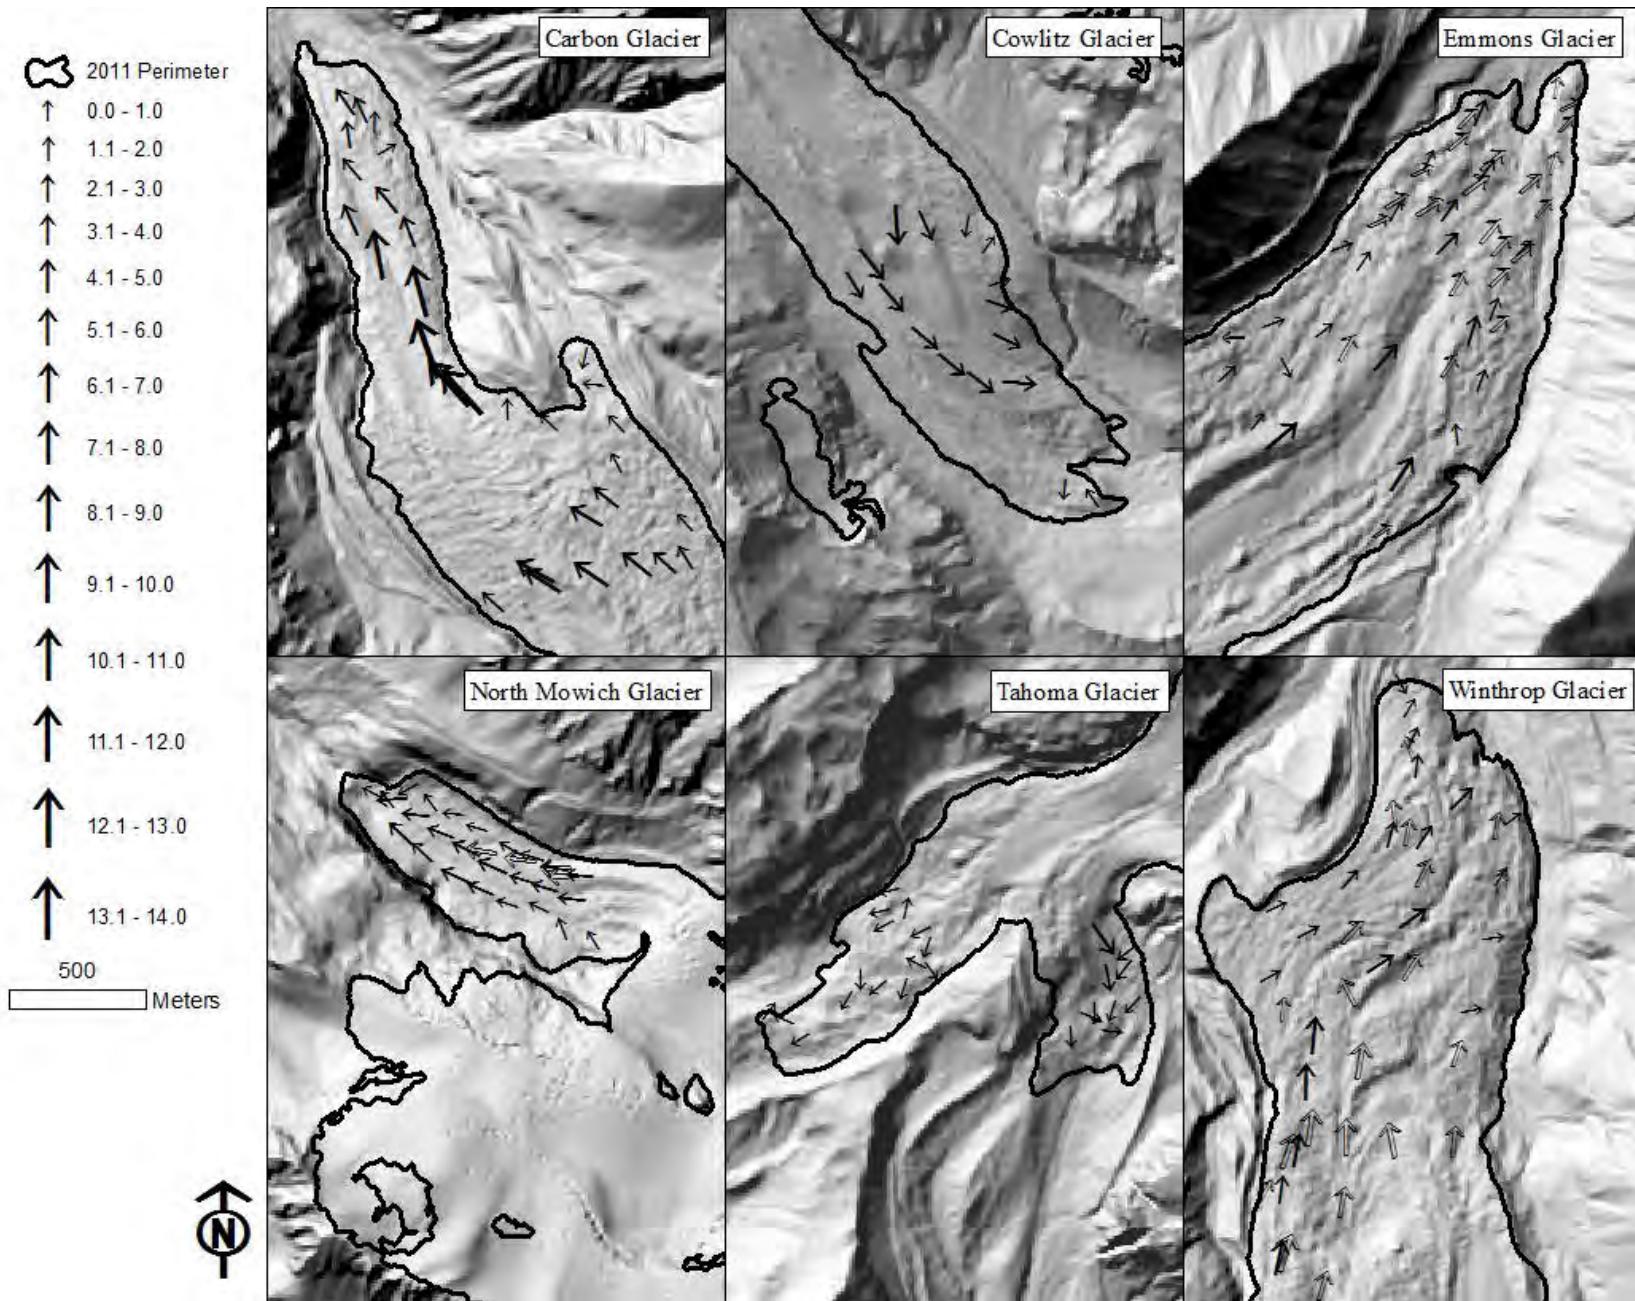 2011 Perimeter
0.0 - 1.0
1.1 - 2.0
2.1 - 3.0
3.1 - 4.0
4.1 - 5.0
5.1 - 6.0
6.1 - 7.0
7.1 - 8.0
8.1 - 9.0
9.1 - 10.0
10.1 - 11.0
11.1 - 12.0
12.1 - 13.0
13.1 - 14.0
500
Meters
N
Carbon Glacier
Cowlitz Glacier
Emmons Glacier
North Mowich Glacier
Tahoma Glacier
Winthrop Glacier